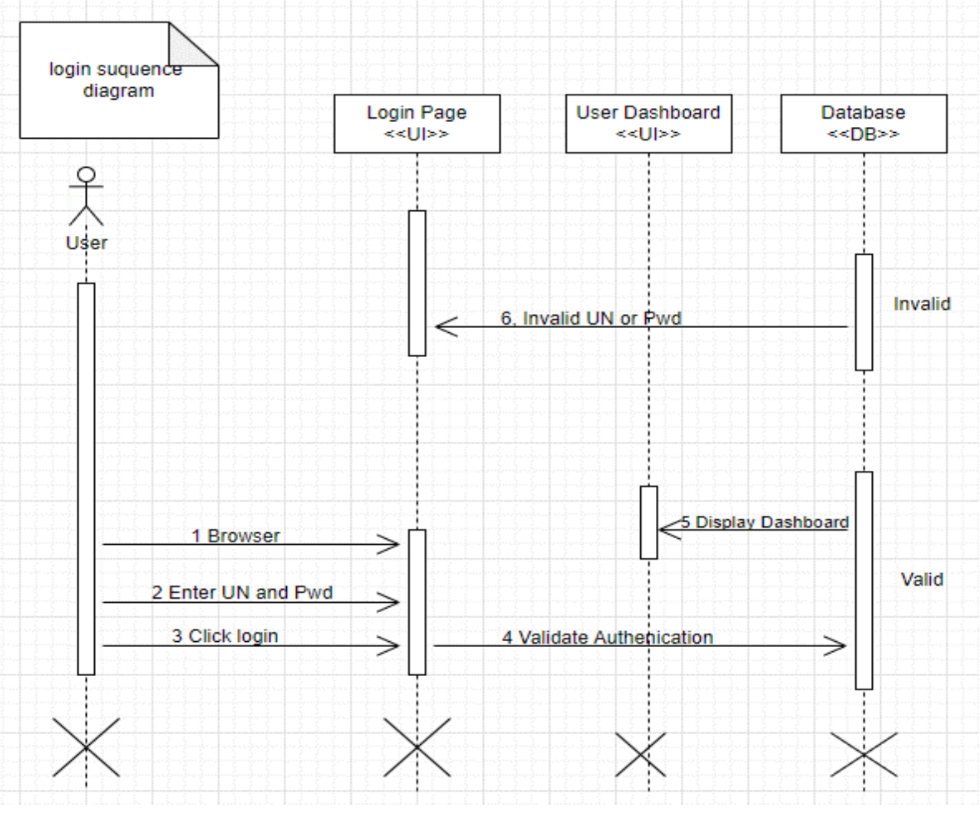 login suquence
diagram
Login Page
<<UI>>
User Dashboard
<<UI>>
Database
<<DB>>
User
Invalid
6, Invalid UN or Pwd
5 Display Dashboard
1 Browser
Valid
2 Enter UN and Pwd
3 Click login
4 Validate Authenication